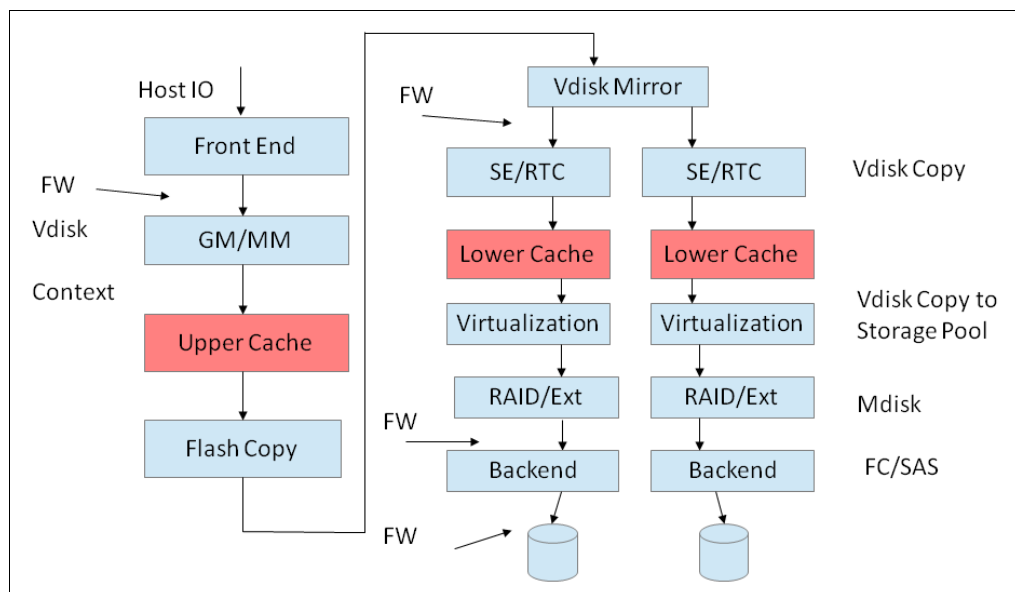 Host IO
Front End
FW
Vdisk
GM/MM
Context
Upper Cache
Flash Copy
Vdisk Mirror
FW
SE/RTC
SE/RTC
Vdisk Copy
Lower Cache
Lower Cache
Virtualization
Virtualization
Vdisk Copy to
Storage Pool
RAID/Ext
RAID/Ext
Mdisk
FW
Backend
Backend
FC/SAS
FW